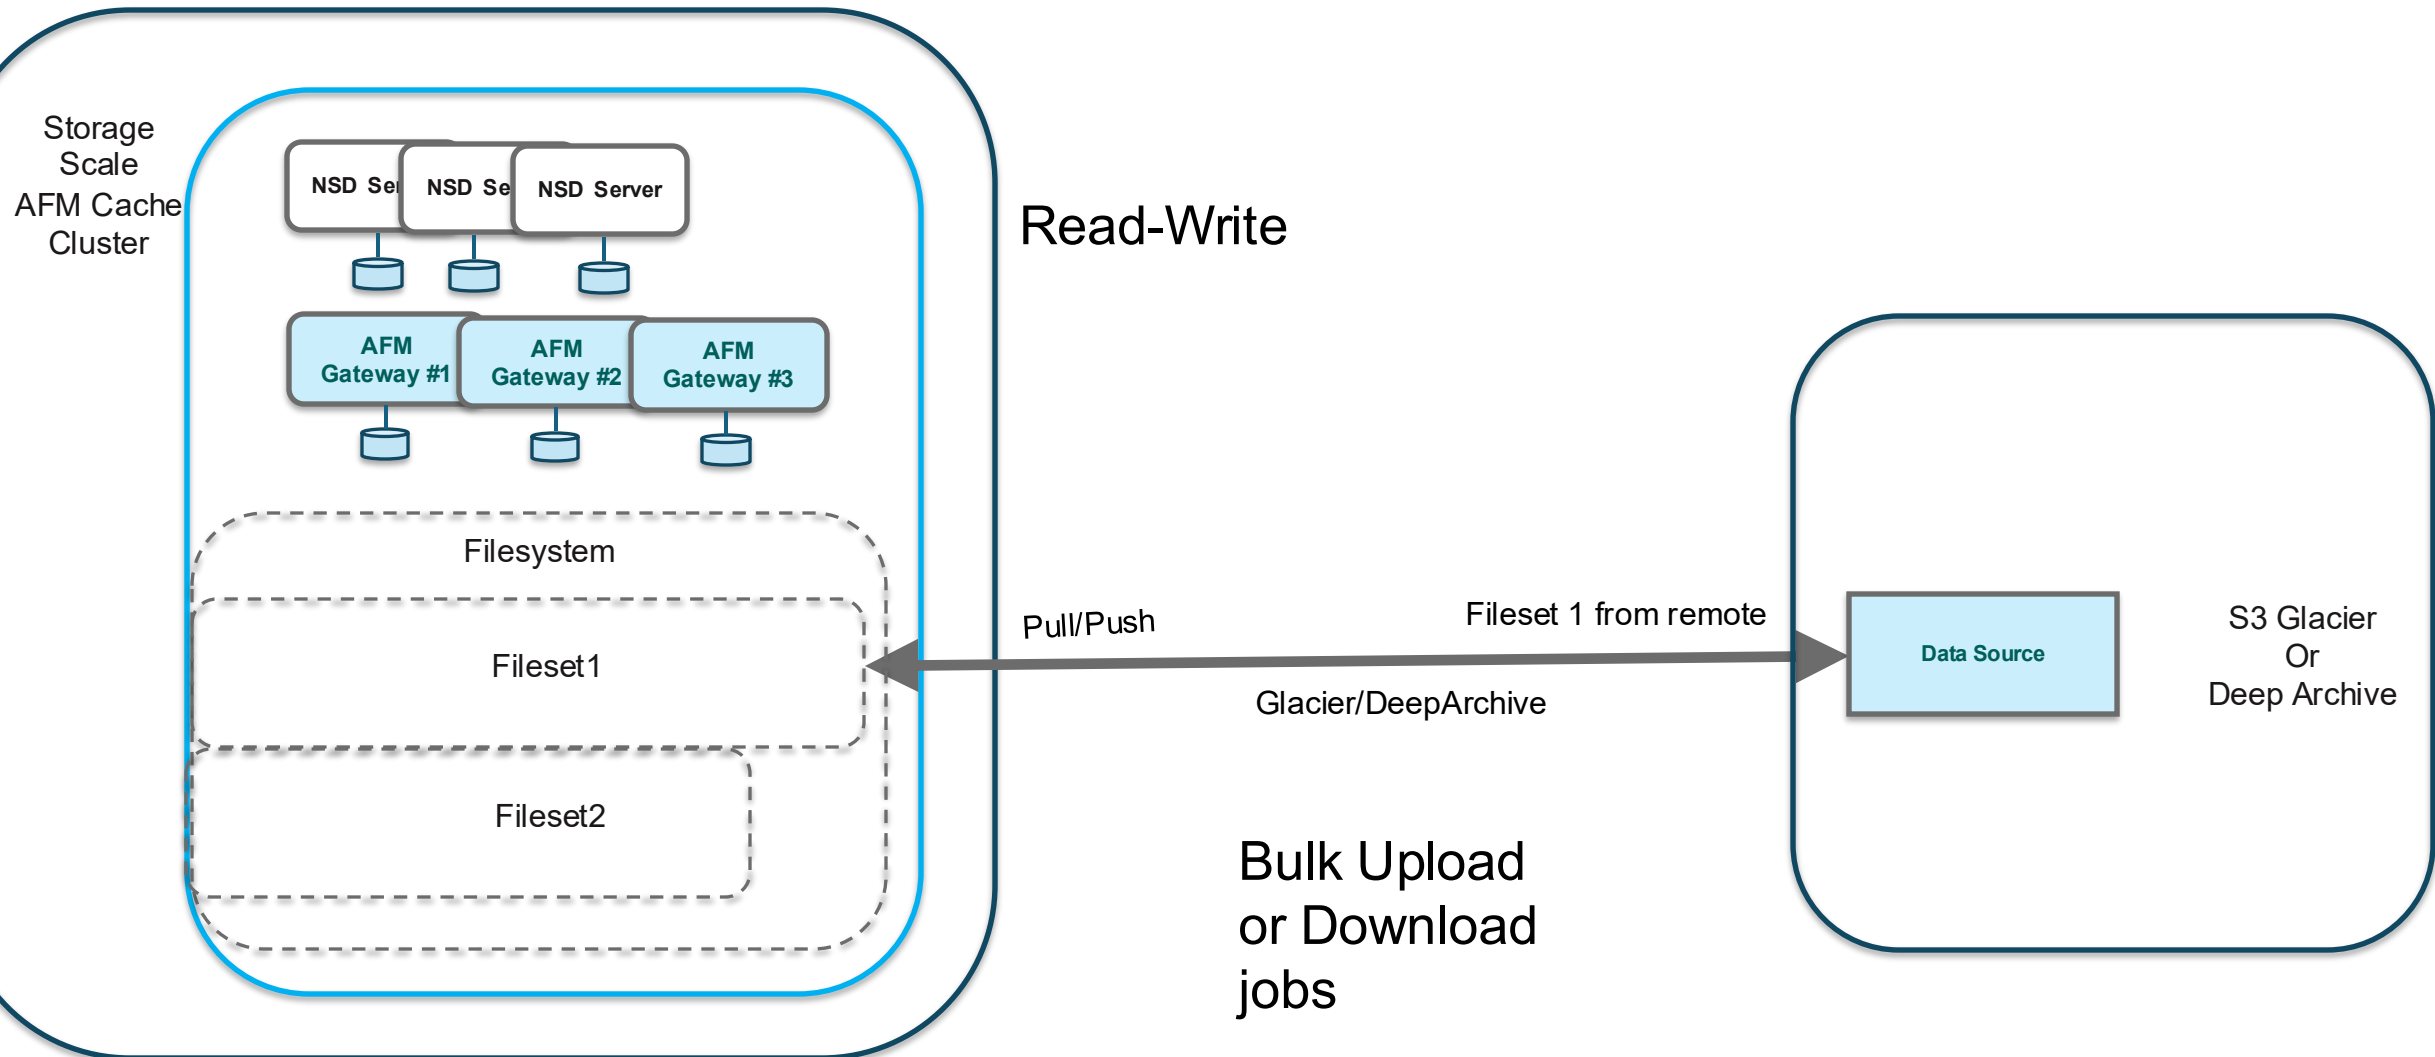 Storage
Scale
AFM Cache
Cluster
NSD Ser
NSD Se
NSD Server
AFM
Gateway #1
AFM
Gateway #2
AFM
Gateway #3
Filesystem
Fileset1
Fileset2
Read-Write
Pull/Push
Fileset 1 from remote
Glacier/DeepArchive
Bulk Upload
or Download
jobs
Data Source
S3 Glacier
Or
Deep Archive